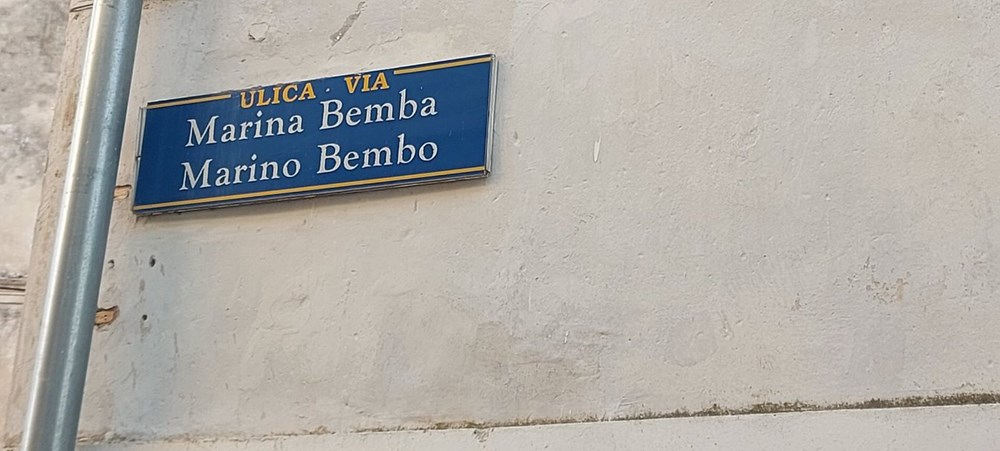 ULICA · VIA
Marina Bemba
Marino Bembo